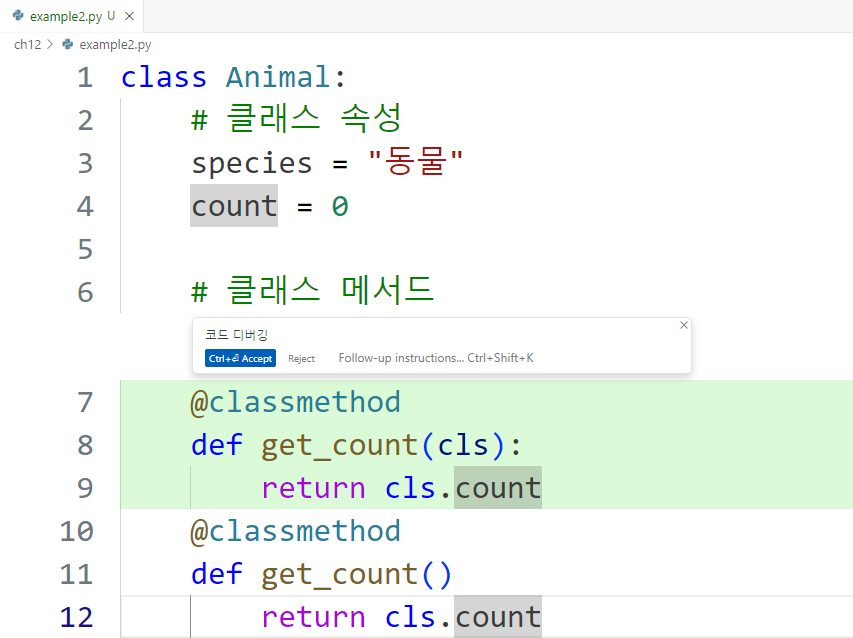 example2.py U ×
ch12 > example2.py
1 class Animal:
2     # 클래스 속성
3     species = "동물"
4     count = 0
5
6     # 클래스 메서드
코드 디버깅 ×
Ctrl+⏎ Accept Reject Follow-up instructions... Ctrl+Shift+K
7     @classmethod
8     def get_count(cls):
9         return cls.count
10     @classmethod
11     def get_count()
12         return cls.count